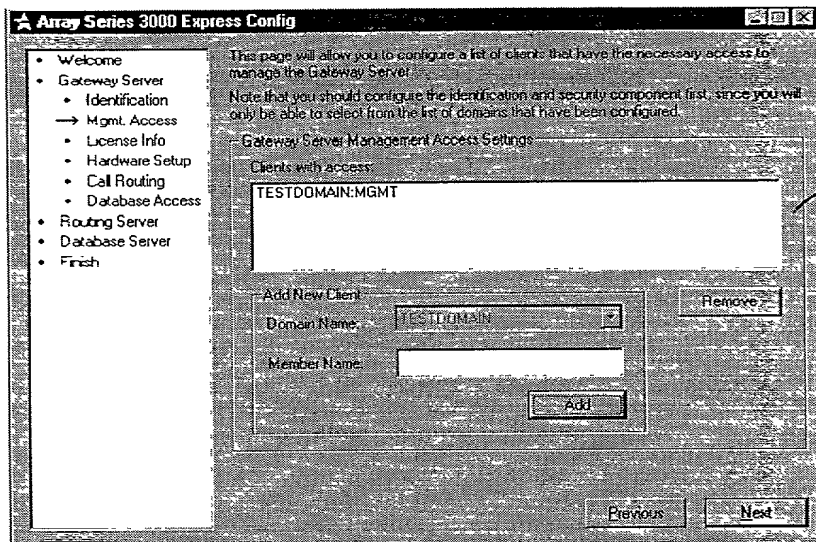 Array Series 3000 Express Config
Welcome
Gateway Server
Identification
Mgmt. Access
License Info
Hardware Setup
Call Routing
Database Access
Routing Server
Database Server
Finish
This page will allow you to configure a list of clients that have the necessary access to
manage the Gateway Server
Note that you should configure the identification and security component first, since you will
only be able to select from the list of domains that have been configured.
Gateway Server Management Access Settings
Clients with access:
TESTDOMAIN:MGMT
Remove
Add New Client
Domain Name:
TESTDOMAIN
Member Name:
Add
Previous
Next